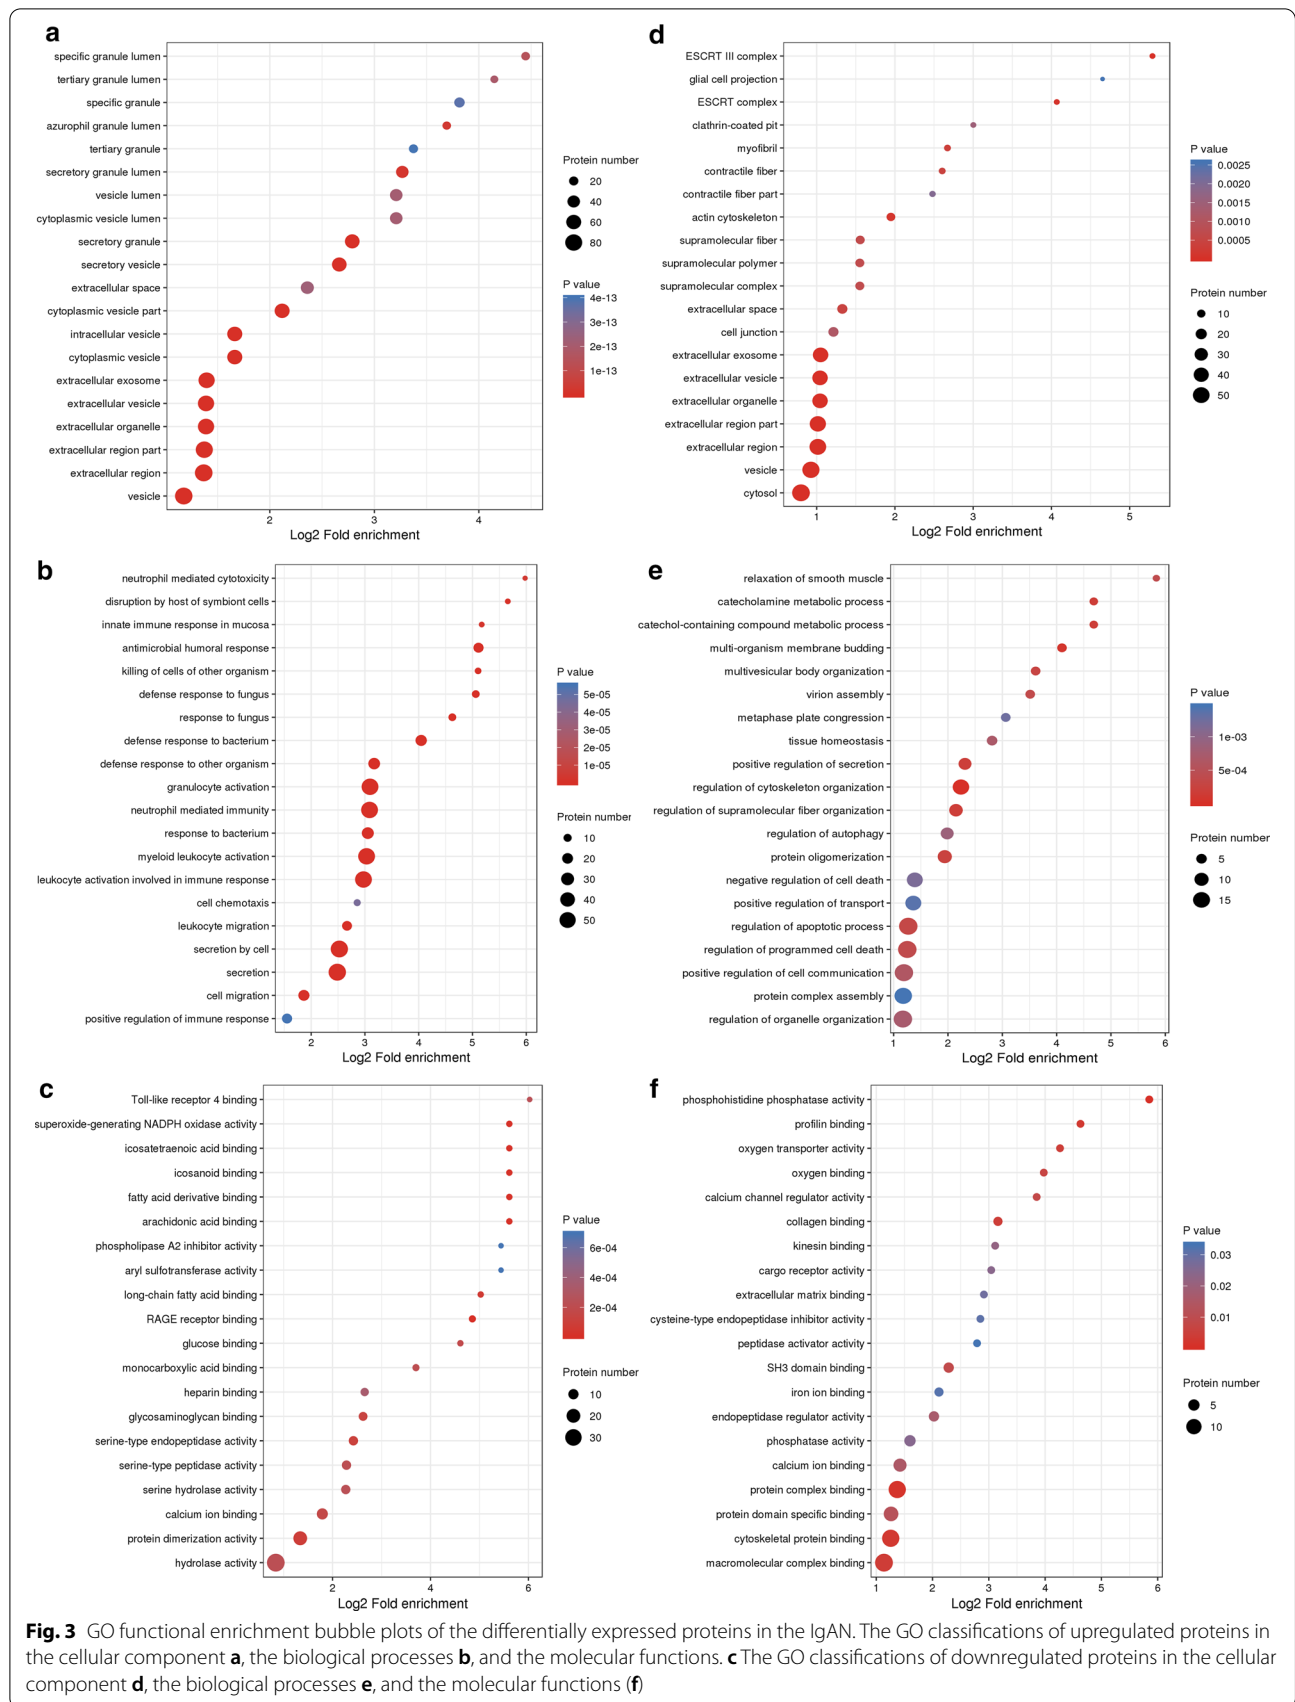 a
specific granule lumen
tertiary granule lumen
specific granule
azurophil granule lumen
tertiary granule
secretory granule lumen
vesicle lumen
cytoplasmic vesicle lumen
secretory granule
secretory vesicle
extracellular space
cytoplasmic vesicle part
intracellular vesicle
cytoplasmic vesicle
extracellular exosome
extracellular vesicle
extracellular organelle
extracellular region part
extracellular region
vesicle
2 3 4
Log2 Fold enrichment
Protein number
20
40
60
80
P value
4e-13
3e-13
2e-13
1e-13
d
ESCRT III complex
glial cell projection
ESCRT complex
clathrin-coated pit
myofibril
contractile fiber
contractile fiber part
actin cytoskeleton
supramolecular fiber
supramolecular polymer
supramolecular complex
extracellular space
cell junction
extracellular exosome
extracellular vesicle
extracellular organelle
extracellular region part
extracellular region
vesicle
cytosol
1 2 3 4 5
Log2 Fold enrichment
P value
0.0025
0.0020
0.0015
0.0010
0.0005
Protein number
10
20
30
40
50
b
neutrophil mediated cytotoxicity
disruption by host of symbiont cells
innate immune response in mucosa
antimicrobial humoral response
killing of cells of other organism
defense response to fungus
response to fungus
defense response to bacterium
defense response to other organism
granulocyte activation
neutrophil mediated immunity
response to bacterium
myeloid leukocyte activation
leukocyte activation involved in immune response
cell chemotaxis
leukocyte migration
secretion by cell
secretion
cell migration
positive regulation of immune response
2 3 4 5 6
Log2 Fold enrichment
P value
5e-05
4e-05
3e-05
2e-05
1e-05
Protein number
10
20
30
40
50
e
relaxation of smooth muscle
catecholamine metabolic process
catechol-containing compound metabolic process
multi-organism membrane budding
multivesicular body organization
virion assembly
metaphase plate congression
tissue homeostasis
positive regulation of secretion
regulation of cytoskeleton organization
regulation of supramolecular fiber organization
regulation of autophagy
protein oligomerization
negative regulation of cell death
positive regulation of transport
regulation of apoptotic process
regulation of programmed cell death
positive regulation of cell communication
protein complex assembly
regulation of organelle organization
1 2 3 4 5 6
Log2 Fold enrichment
P value
1e-03
5e-04
Protein number
5
10
15
c
Toll-like receptor 4 binding
superoxide-generating NADPH oxidase activity
icosatetraenoic acid binding
icosanoid binding
fatty acid derivative binding
arachidonic acid binding
phospholipase A2 inhibitor activity
aryl sulfotransferase activity
long-chain fatty acid binding
RAGE receptor binding
glucose binding
monocarboxylic acid binding
heparin binding
glycosaminoglycan binding
serine-type endopeptidase activity
serine-type peptidase activity
serine hydrolase activity
calcium ion binding
protein dimerization activity
hydrolase activity
2 4 6
Log2 Fold enrichment
P value
6e-04
4e-04
2e-04
Protein number
10
20
30
f
phosphohistidine phosphatase activity
profilin binding
oxygen transporter activity
oxygen binding
calcium channel regulator activity
collagen binding
kinesin binding
cargo receptor activity
extracellular matrix binding
cysteine-type endopeptidase inhibitor activity
peptidase activator activity
SH3 domain binding
iron ion binding
endopeptidase regulator activity
phosphatase activity
calcium ion binding
protein complex binding
protein domain specific binding
cytoskeletal protein binding
macromolecular complex binding
1 2 3 4 5 6
Log2 Fold enrichment
P value
0.03
0.02
0.01
Protein number
5
10
Fig. 3 GO functional enrichment bubble plots of the differentially expressed proteins in the IgAN. The GO classifications of upregulated proteins in
the cellular component a, the biological processes b, and the molecular functions. c The GO classifications of downregulated proteins in the cellular
component d, the biological processes e, and the molecular functions (f)